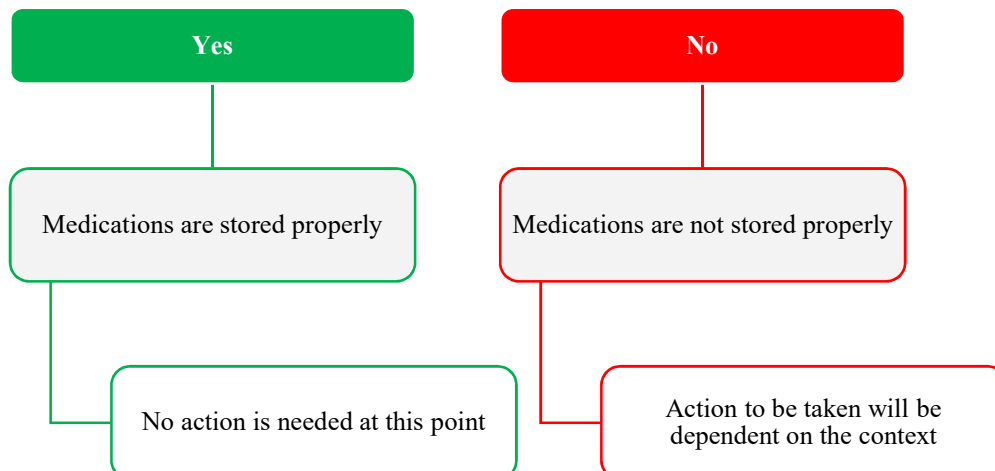 Yes
No
Medications are stored properly
Medications are not stored properly
No action is needed at this point
Action to be taken will be
dependent on the context